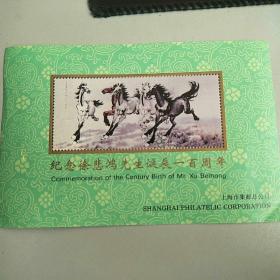 纪念徐悲鸿先生诞辰一百周年
Commemoration of the Century Birth of Mr. Xu Beihong
上海市集邮总公司
SHANGHAI PHILATELIC CORPORATION